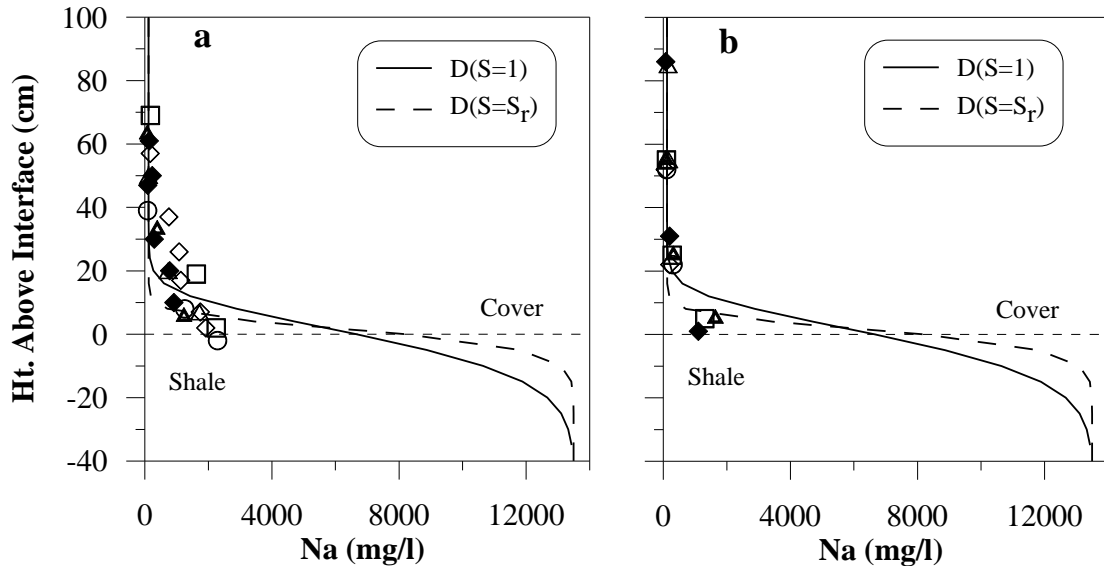 a
b
D(S=1)
D(S=Sr)
D(S=1)
D(S=Sr)
Ht. Above Interface (cm)
100
80
60
40
20
0
-20
-40
Cover
Shale
Cover
Shale
0 4000 8000 12000
0 4000 8000 12000
Na (mg/l)
Na (mg/l)